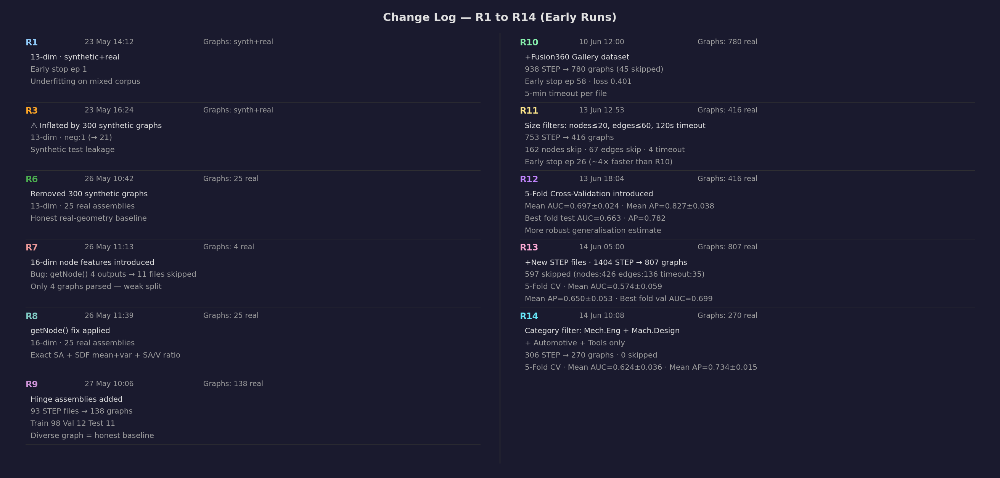 Change Log — R1 to R14 (Early Runs)
R1 23 May 14:12 Graphs: synth+real
13-dim · synthetic+real
Early stop ep 1
Underfitting on mixed corpus
R3 23 May 16:24 Graphs: synth+real
⚠ Inflated by 300 synthetic graphs
13-dim · neg:1 (→ 21)
Synthetic test leakage
R6 26 May 10:42 Graphs: 25 real
Removed 300 synthetic graphs
13-dim · 25 real assemblies
Honest real-geometry baseline
R7 26 May 11:13 Graphs: 4 real
16-dim node features introduced
Bug: getNode() 4 outputs → 11 files skipped
Only 4 graphs parsed — weak split
R8 26 May 11:39 Graphs: 25 real
getNode() fix applied
16-dim · 25 real assemblies
Exact SA + SDF mean+var + SA/V ratio
R9 27 May 10:06 Graphs: 138 real
Hinge assemblies added
93 STEP files → 138 graphs
Train 98 Val 12 Test 11
Diverse graph = honest baseline
R10 10 Jun 12:00 Graphs: 780 real
+Fusion360 Gallery dataset
938 STEP → 780 graphs (45 skipped)
Early stop ep 58 · loss 0.401
5-min timeout per file
R11 13 Jun 12:53 Graphs: 416 real
Size filters: nodes≤20, edges≤60, 120s timeout
753 STEP → 416 graphs
162 nodes skip · 67 edges skip · 4 timeout
Early stop ep 26 (~4× faster than R10)
R12 13 Jun 18:04 Graphs: 416 real
5-Fold Cross-Validation introduced
Mean AUC=0.697±0.024 · Mean AP=0.827±0.038
Best fold test AUC=0.663 · AP=0.782
More robust generalisation estimate
R13 14 Jun 05:00 Graphs: 807 real
+New STEP files · 1404 STEP → 807 graphs
597 skipped (nodes:426 edges:136 timeout:35)
5-Fold CV · Mean AUC=0.574±0.059
Mean AP=0.650±0.053 · Best fold val AUC=0.699
R14 14 Jun 10:08 Graphs: 270 real
Category filter: Mech.Eng + Mach.Design
+ Automotive + Tools only
306 STEP → 270 graphs · 0 skipped
5-Fold CV · Mean AUC=0.624±0.036 · Mean AP=0.734±0.015